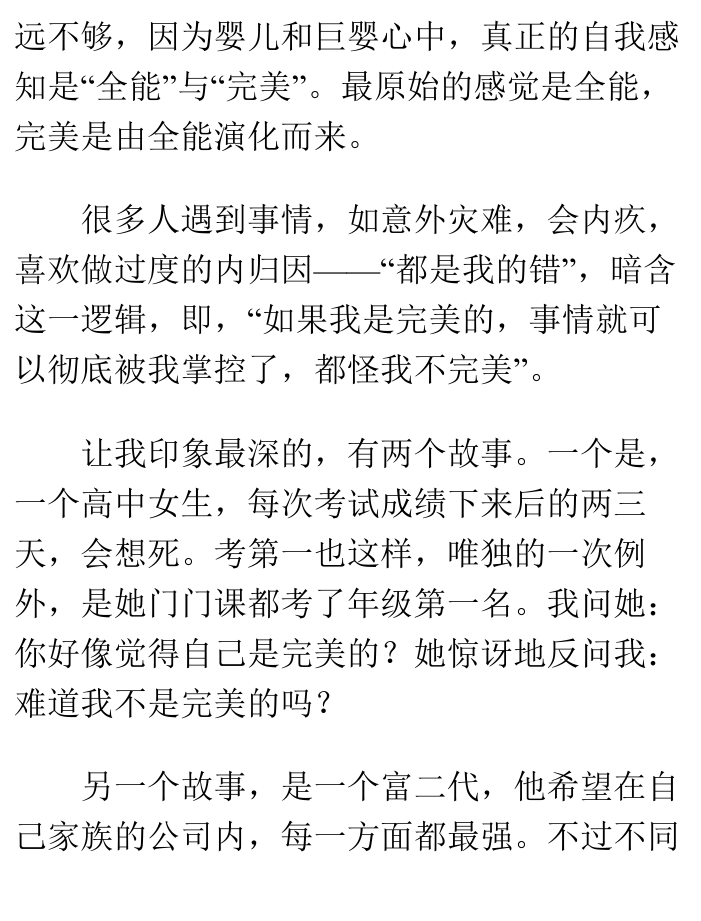 远不够，因为婴儿和巨婴心中，真正的自我感
知是“全能”与“完美”。最原始的感觉是全能，
完美是由全能演化而来。
很多人遇到事情，如意外灾难，会内疚，
喜欢做过度的内归因——“都是我的错”，暗含
这一逻辑，即，“如果我是完美的，事情就可
以彻底被我掌控了，都怪我不完美”。
让我印象最深的，有两个故事。一个是，
一个高中女生，每次考试成绩下来后的两三
天，会想死。考第一也这样，唯独的一次例
外，是她门门课都考了年级第一名。我问她：
你好像觉得自己是完美的？她惊讶地反问我：
难道我不是完美的吗？
另一个故事，是一个富二代，他希望在自
己家族的公司内，每一方面都最强。不过不同